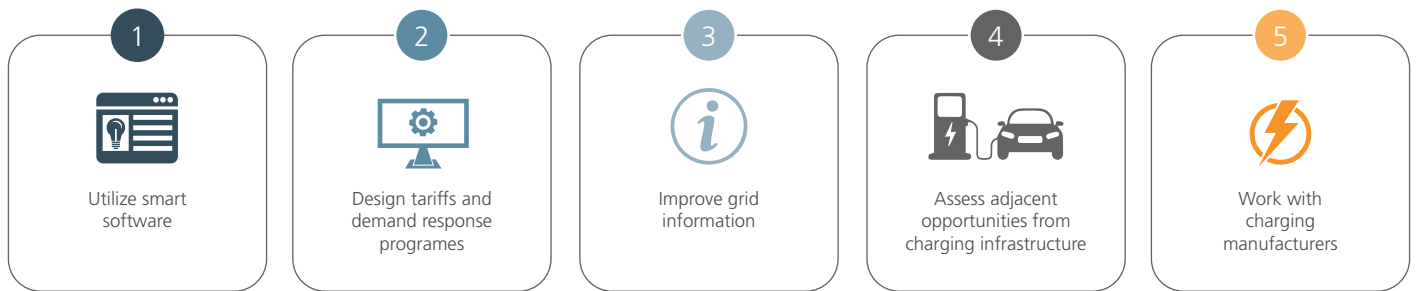 1
Utilize smart
software
2
Design tariffs and
demand response
programes
3
i
Improve grid
information
4
Assess adjacent
opportunities from
charging infrastructure
5
Work with
charging
manufacturers